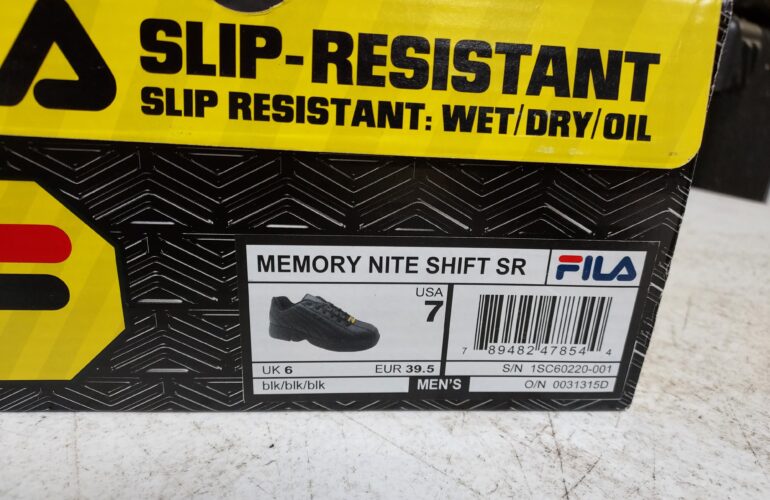 SLIP-RESISTANT
SLIP RESISTANT: WET/DRY/OIL
MEMORY NITE SHIFT SR
FILA
USA
7
UK 6
EUR 39.5
blk/blk/blk
MEN'S
7 89482 47854 4
S/N 1SC60220-001
O/N 0031315D